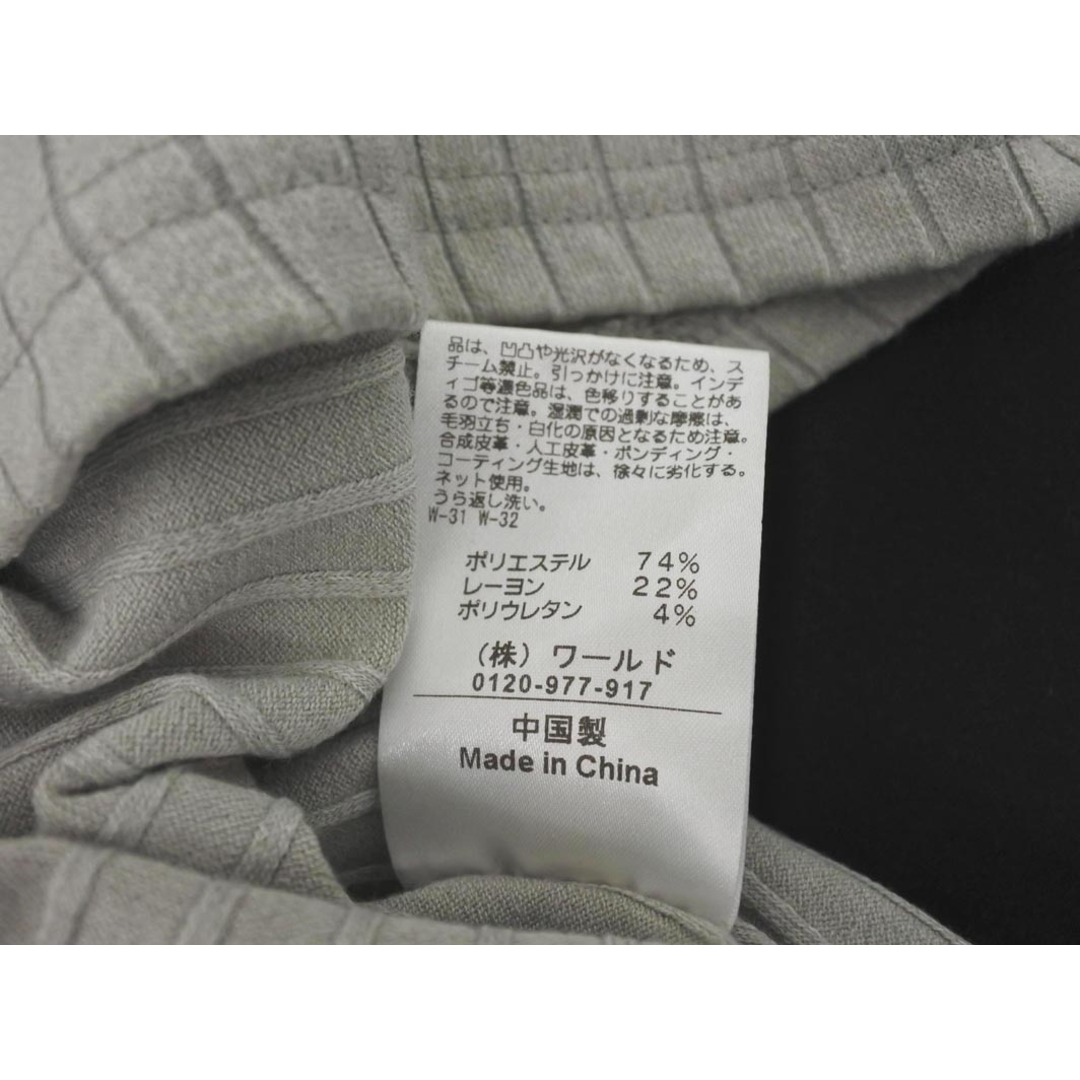 品は、凹凸や光沢がなくなるため、ス
チーム禁止。引っかけに注意。インデ
ィゴ等濃色品は、色移りすることがあ
るので注意。湿潤での過剰な摩擦は、
毛羽立ち・白化の原因となるため注意。
合成皮革・人工皮革・ボンディング・
コーティング生地は、徐々に劣化する。
ネット使用。
うら返し洗い。
W-31 W-32
ポリエステル 74%
レーヨン 22%
ポリウレタン 4%
（株）ワールド
0120-977-917
中国製
Made in China